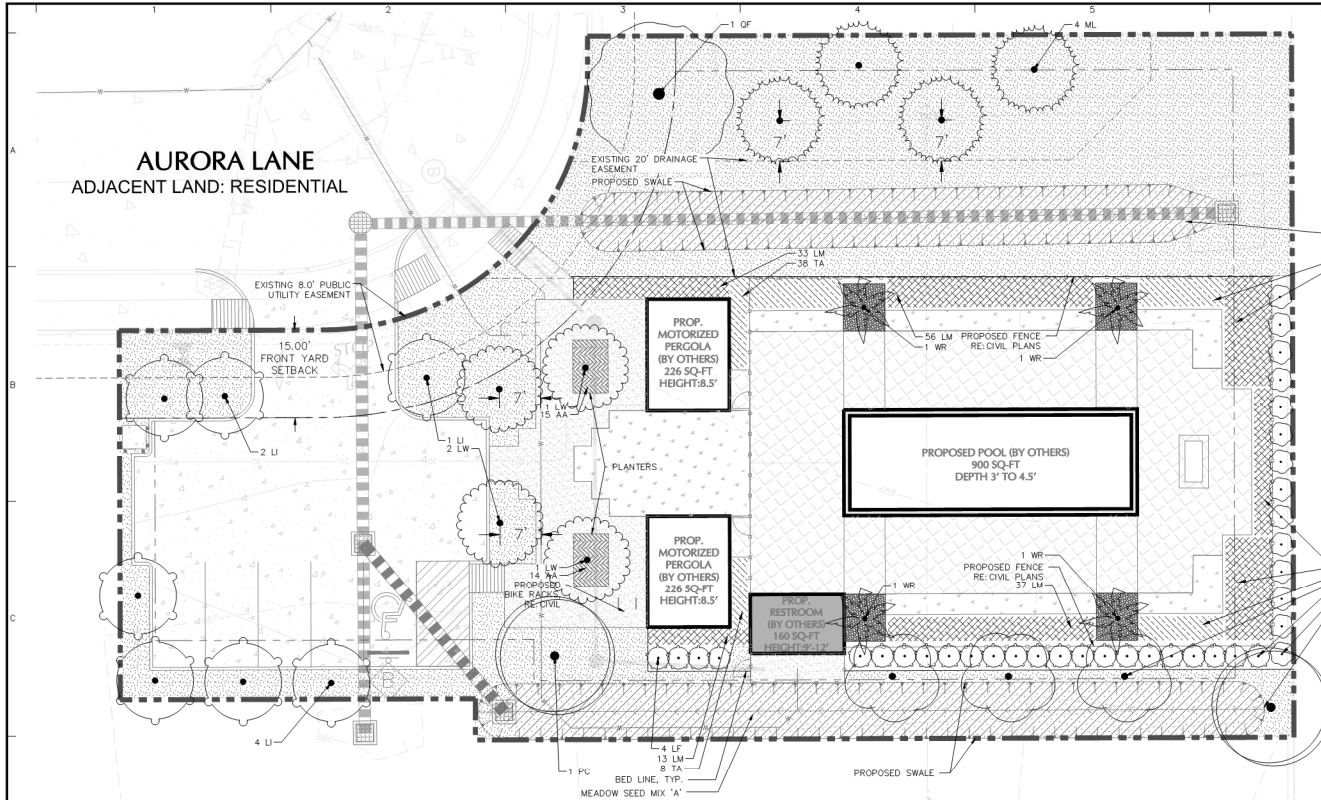 1
2
3
4
5
1 QF
4 ML
AURORA LANE
ADJACENT LAND: RESIDENTIAL
A
7'
7'
EXISTING 20' DRAINAGE
EASEMENT
PROPOSED SWALE
33 LM
38 TA
EXISTING 8.0' PUBLIC
UTILITY EASEMENT
15.00'
FRONT YARD
SETBACK
STOP
PROP.
MOTORIZED
PERGOLA
(BY OTHERS)
226 SQ-FT
HEIGHT:8.5'
56 LM
1 WR
PROPOSED FENCE
RE: CIVIL PLANS
1 WR
B
7'
1 LW
15 AA
2 LI
1 LI
2 LW
PLANTERS
PROPOSED POOL (BY OTHERS)
900 SQ-FT
DEPTH 3' TO 4.5'
7'
PROP.
MOTORIZED
PERGOLA
(BY OTHERS)
226 SQ-FT
HEIGHT:8.5'
1 LW
14 AA
PROPOSED
BIKE RACKS
RE: CIVIL
1 WR
PROPOSED FENCE
RE: CIVIL PLANS
37 LM
1 WR
PROP.
RESTROOM
(BY OTHERS)
160 SQ-FT
HEIGHT:9'-12'
C
4 LI
1 PC
4 LF
13 LM
8 TA
BED LINE, TYP.
MEADOW SEED MIX 'A'
PROPOSED SWALE